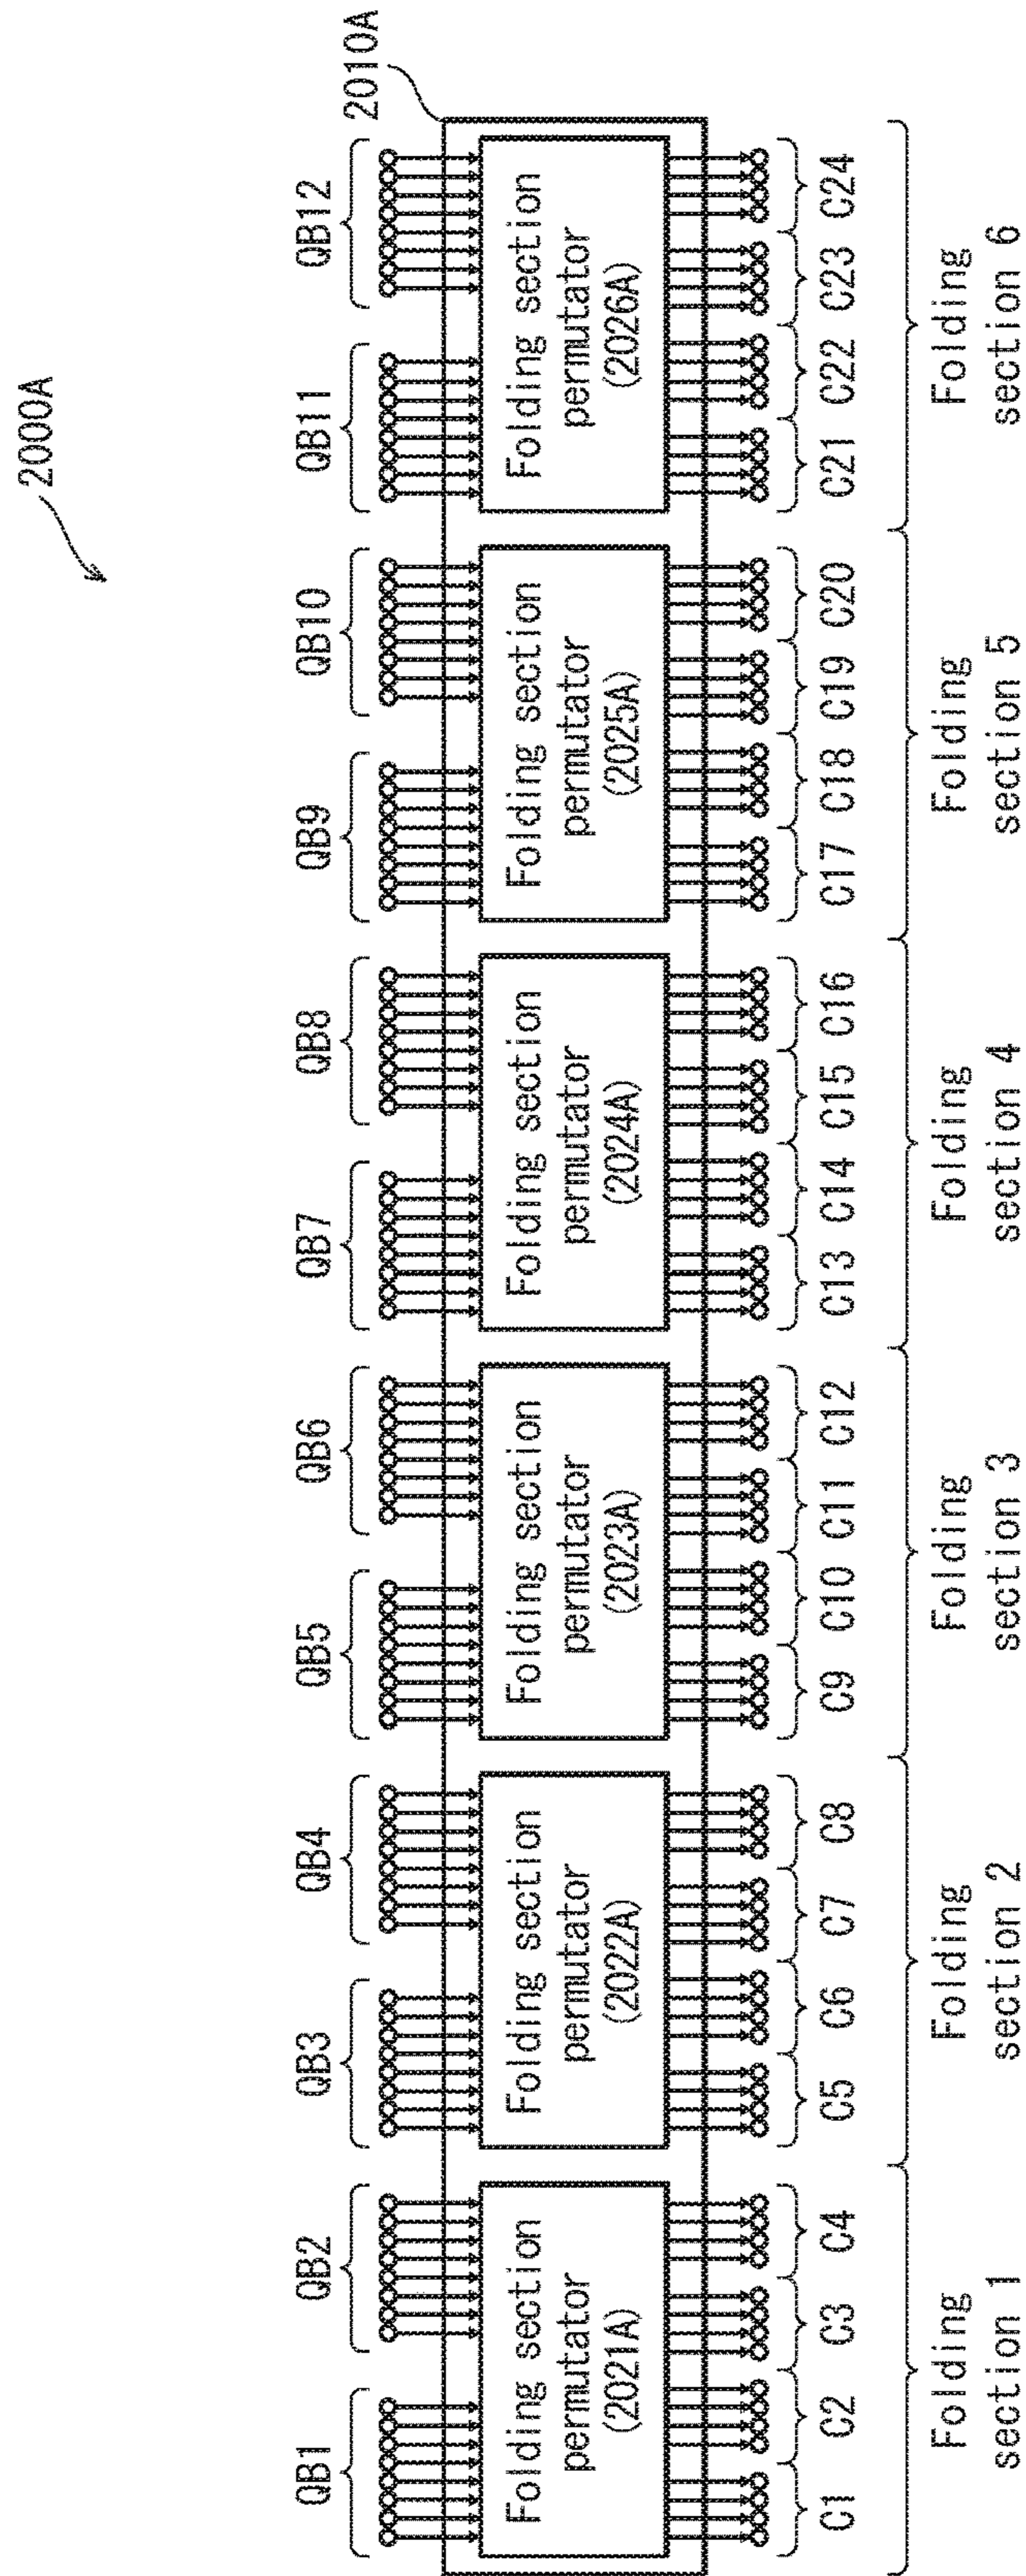 2000A
2010A
QB1
QB2
QB3
QB4
QB5
QB6
QB7
QB8
QB9
QB10
QB11
QB12
Folding section
permutator
(2021A)
Folding section
permutator
(2022A)
Folding section
permutator
(2023A)
Folding section
permutator
(2024A)
Folding section
permutator
(2025A)
Folding section
permutator
(2026A)
C1
C2
C3
C4
C5
C6
C7
C8
C9
C10
C11
C12
C13
C14
C15
C16
C17
C18
C19
C20
C21
C22
C23
C24
Folding
section 1
Folding
section 2
Folding
section 3
Folding
section 4
Folding
section 5
Folding
section 6